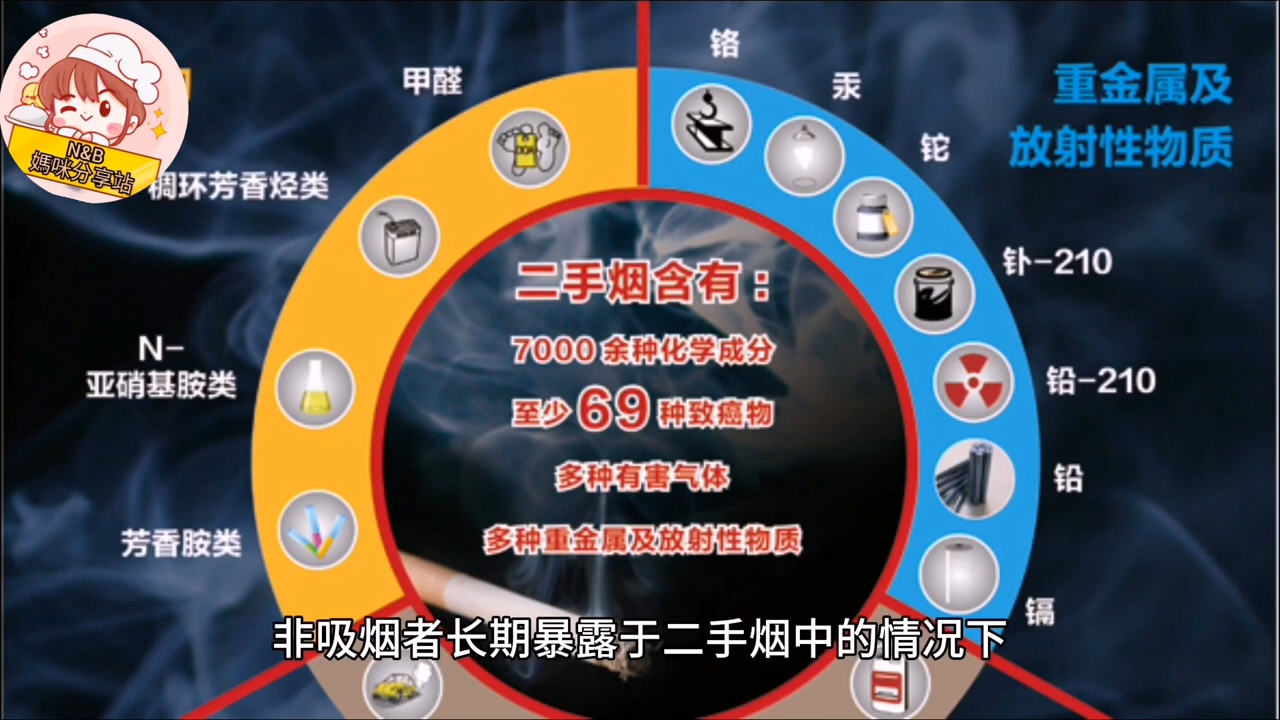 N&B
媽咪分享站
甲醛
稠环芳香烃类
N-
亚硝基胺类
芳香胺类
铬
汞
铊
钋-210
铅-210
铅
镉
重金属及
放射性物质
二手烟含有：
7000余种化学成分
至少69种致癌物
多种有害气体
多种重金属及放射性物质
非吸烟者长期暴露于二手烟中的情况下